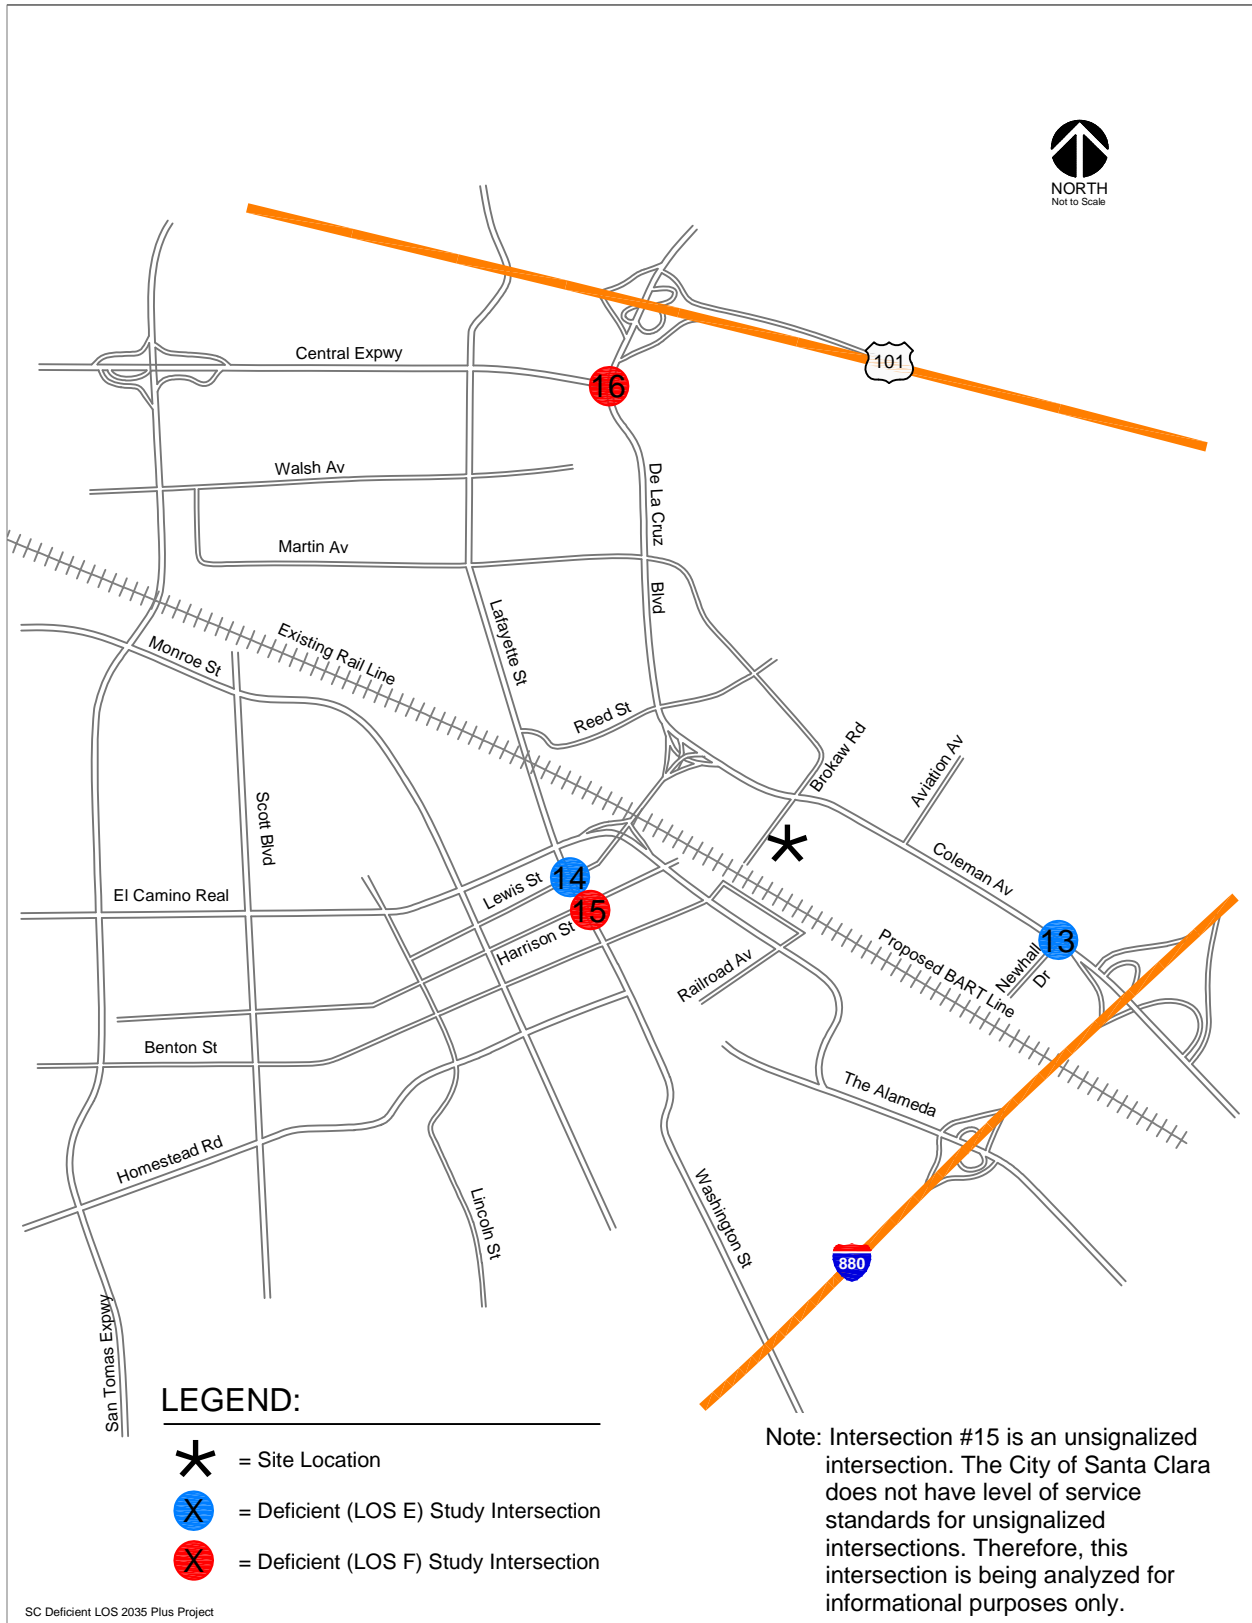 NORTH
Not to Scale
101
Central Expwy
16
Walsh Av
De La Cruz
Blvd
Martin Av
Lafayette St
Existing Rail Line
Monroe St
Reed St
Brokaw Rd
Aviation Av
Scott Blvd
Coleman Av
El Camino Real
Lewis St
14
15
Harrison St
13
Newhall
Dr
Railroad Av
Proposed BART Line
Benton St
The Alameda
Homestead Rd
Lincoln St
Washington St
880
San Tomas Expwy
LEGEND:
= Site Location
X = Deficient (LOS E) Study Intersection
X = Deficient (LOS F) Study Intersection
Note: Intersection #15 is an unsignalized
intersection. The City of Santa Clara
does not have level of service
standards for unsignalized
intersections. Therefore, this
intersection is being analyzed for
informational purposes only.
SC Deficient LOS 2035 Plus Project